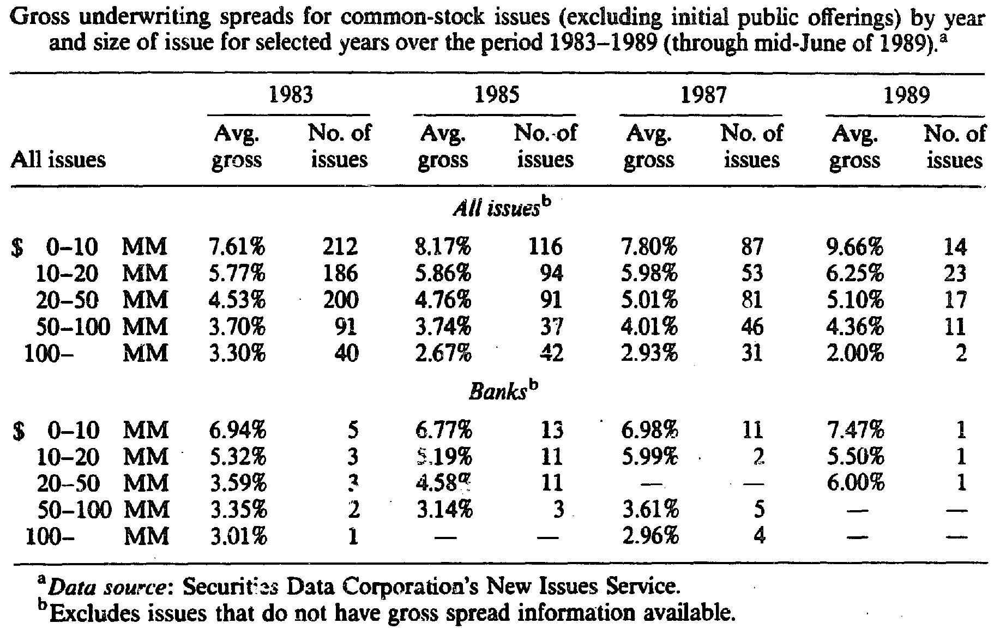 Gross underwriting spreads for common-stock issues (excluding initial public offerings) by year
and size of issue for selected years over the period 1983–1989 (through mid-June of 1989).a
1983 1985 1987 1989
Avg. No. of Avg. No. of Avg. No. of Avg. No. of
All issues gross issues gross issues gross issues gross issues
All issuesb
$ 0–10 MM 7.61% 212 8.17% 116 7.80% 87 9.66% 14
10–20 MM 5.77% 186 5.86% 94 5.98% 53 6.25% 23
20–50 MM 4.53% 200 4.76% 91 5.01% 81 5.10% 17
50–100 MM 3.70% 91 3.74% 37 4.01% 46 4.36% 11
100– MM 3.30% 40 2.67% 42 2.93% 31 2.00% 2
Banksb
$ 0–10 MM 6.94% 5 6.77% 13 6.98% 11 7.47% 1
10–20 MM 5.32% 3 5.19% 11 5.99% 2 5.50% 1
20–50 MM 3.59% 3 4.58% 11 — — 6.00% 1
50–100 MM 3.35% 2 3.14% 3 3.61% 5 — —
100– MM 3.01% 1 — — 2.96% 4 — —
aData source: Securities Data Corporation's New Issues Service.
bExcludes issues that do not have gross spread information available.